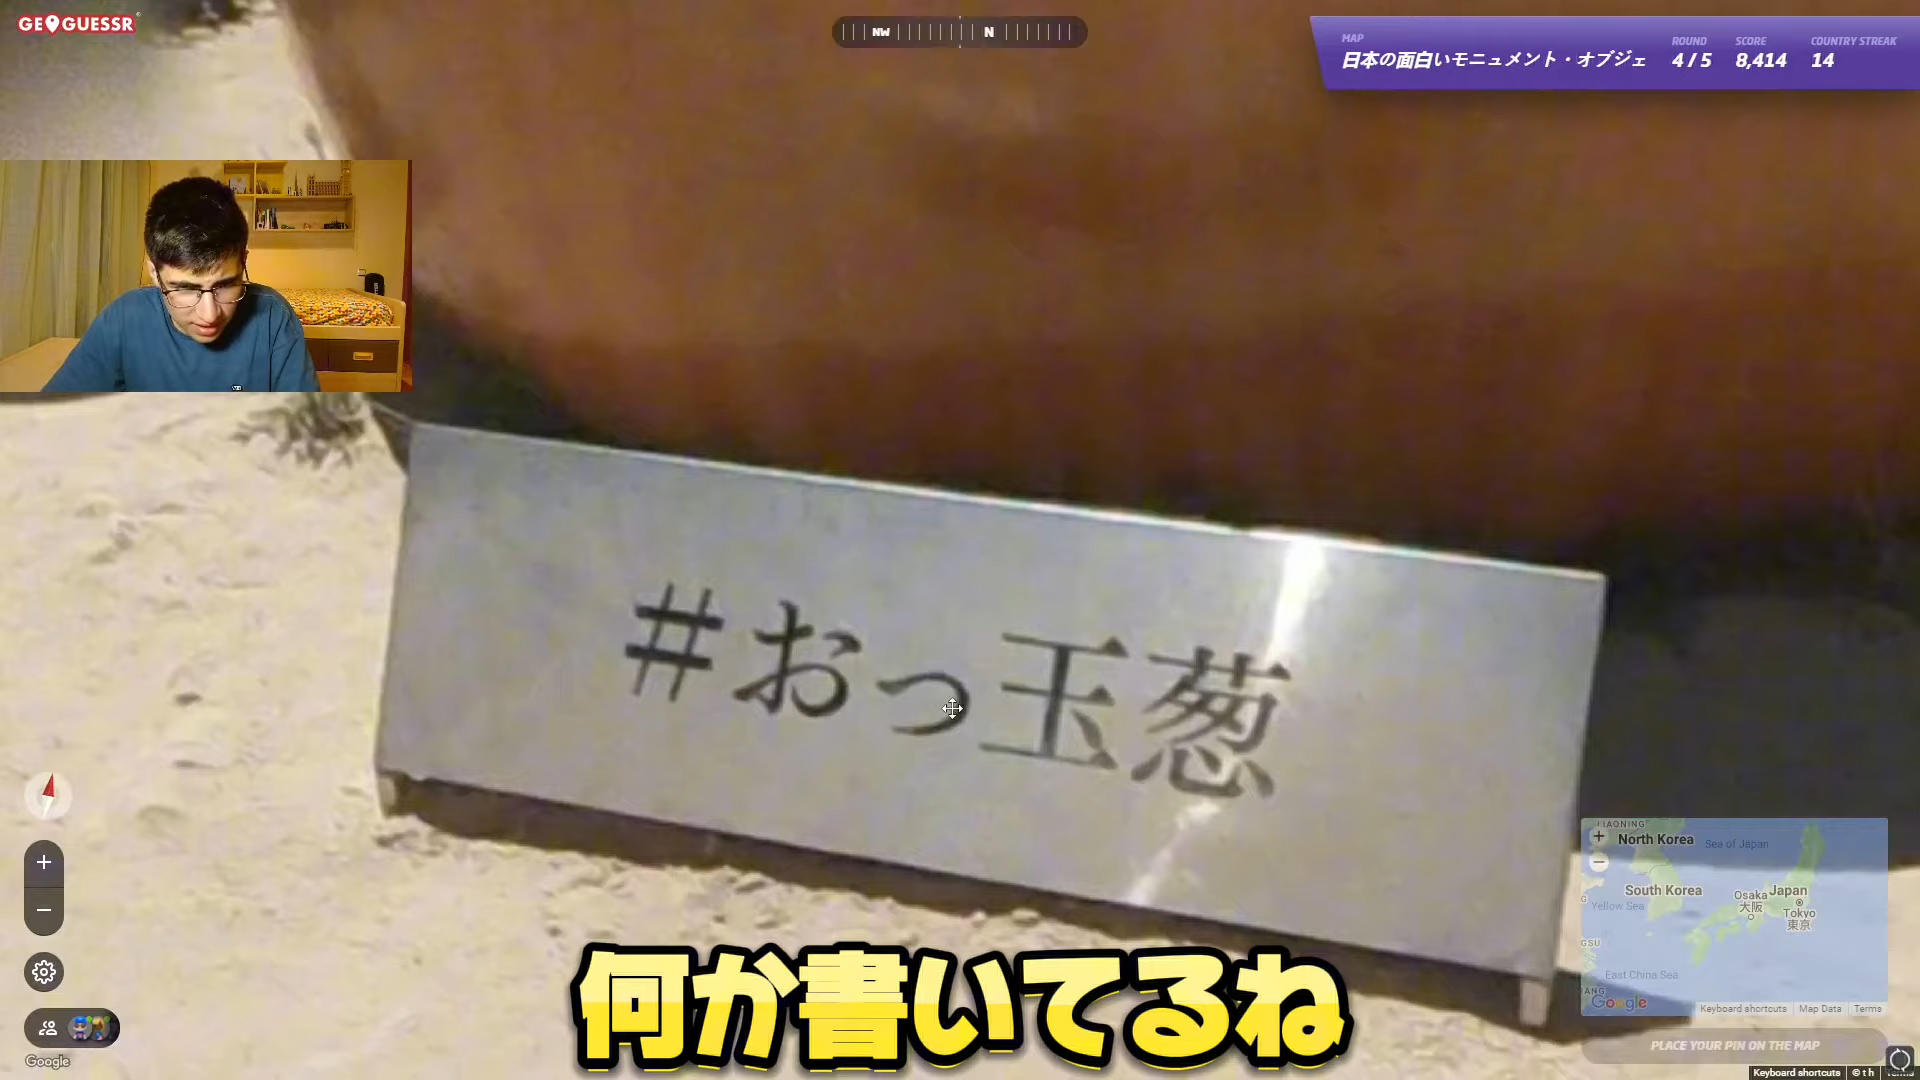 GEOGUESSR
NW N
MAP
日本の面白いモニュメント・オブジェ
ROUND
4 / 5
SCORE
8,414
COUNTRY STREAK
14
#おっ玉葱
何か書いてるね
North Korea
Sea of Japan
South Korea
Osaka
大阪
Japan
Tokyo
東京
Yellow Sea
East China Sea
Google
Keyboard shortcuts
Map Data
Terms
PLACE YOUR PIN ON THE MAP
Google
Keyboard shortcuts
© t h